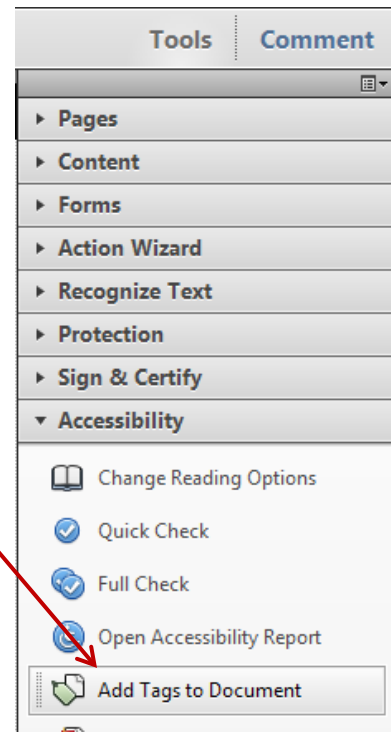 Tools Comment
Pages
Content
Forms
Action Wizard
Recognize Text
Protection
Sign & Certify
Accessibility
Change Reading Options
Quick Check
Full Check
Open Accessibility Report
Add Tags to Document